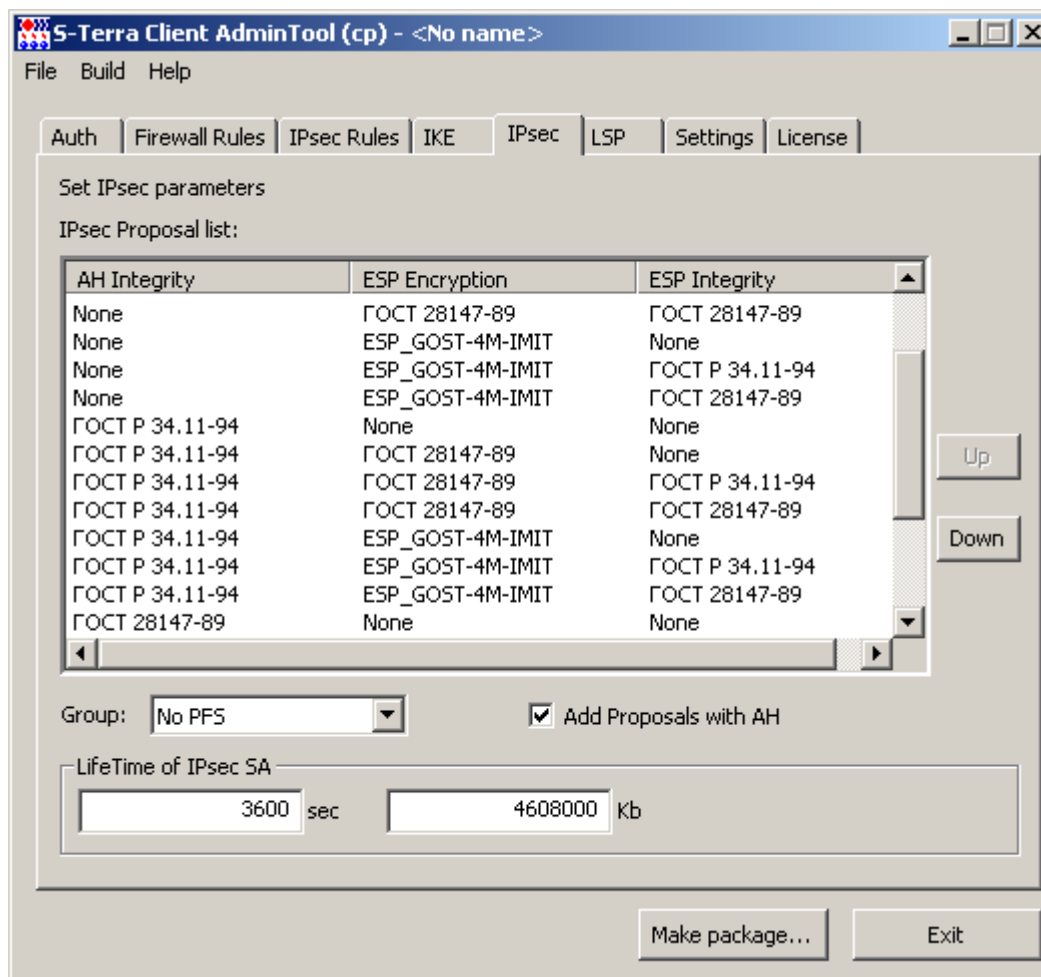 S-Terra Client AdminTool (cp) - <No name>
File Build Help
Auth Firewall Rules IPsec Rules IKE IPsec LSP Settings License
Set IPsec parameters
IPsec Proposal list:
AH Integrity ESP Encryption ESP Integrity
None ГОСТ 28147-89 ГОСТ 28147-89
None ESP_GOST-4M-IMIT None
None ESP_GOST-4M-IMIT ГОСТ Р 34.11-94
None ESP_GOST-4M-IMIT ГОСТ 28147-89
ГОСТ Р 34.11-94 None None
ГОСТ Р 34.11-94 ГОСТ 28147-89 None
ГОСТ Р 34.11-94 ГОСТ 28147-89 ГОСТ Р 34.11-94
ГОСТ Р 34.11-94 ГОСТ 28147-89 ГОСТ 28147-89
ГОСТ Р 34.11-94 ESP_GOST-4M-IMIT None
ГОСТ Р 34.11-94 ESP_GOST-4M-IMIT ГОСТ Р 34.11-94
ГОСТ Р 34.11-94 ESP_GOST-4M-IMIT ГОСТ 28147-89
ГОСТ 28147-89 None None
Up
Down
Group: No PFS Add Proposals with AH
LifeTime of IPsec SA
3600 sec 4608000 Kb
Make package... Exit